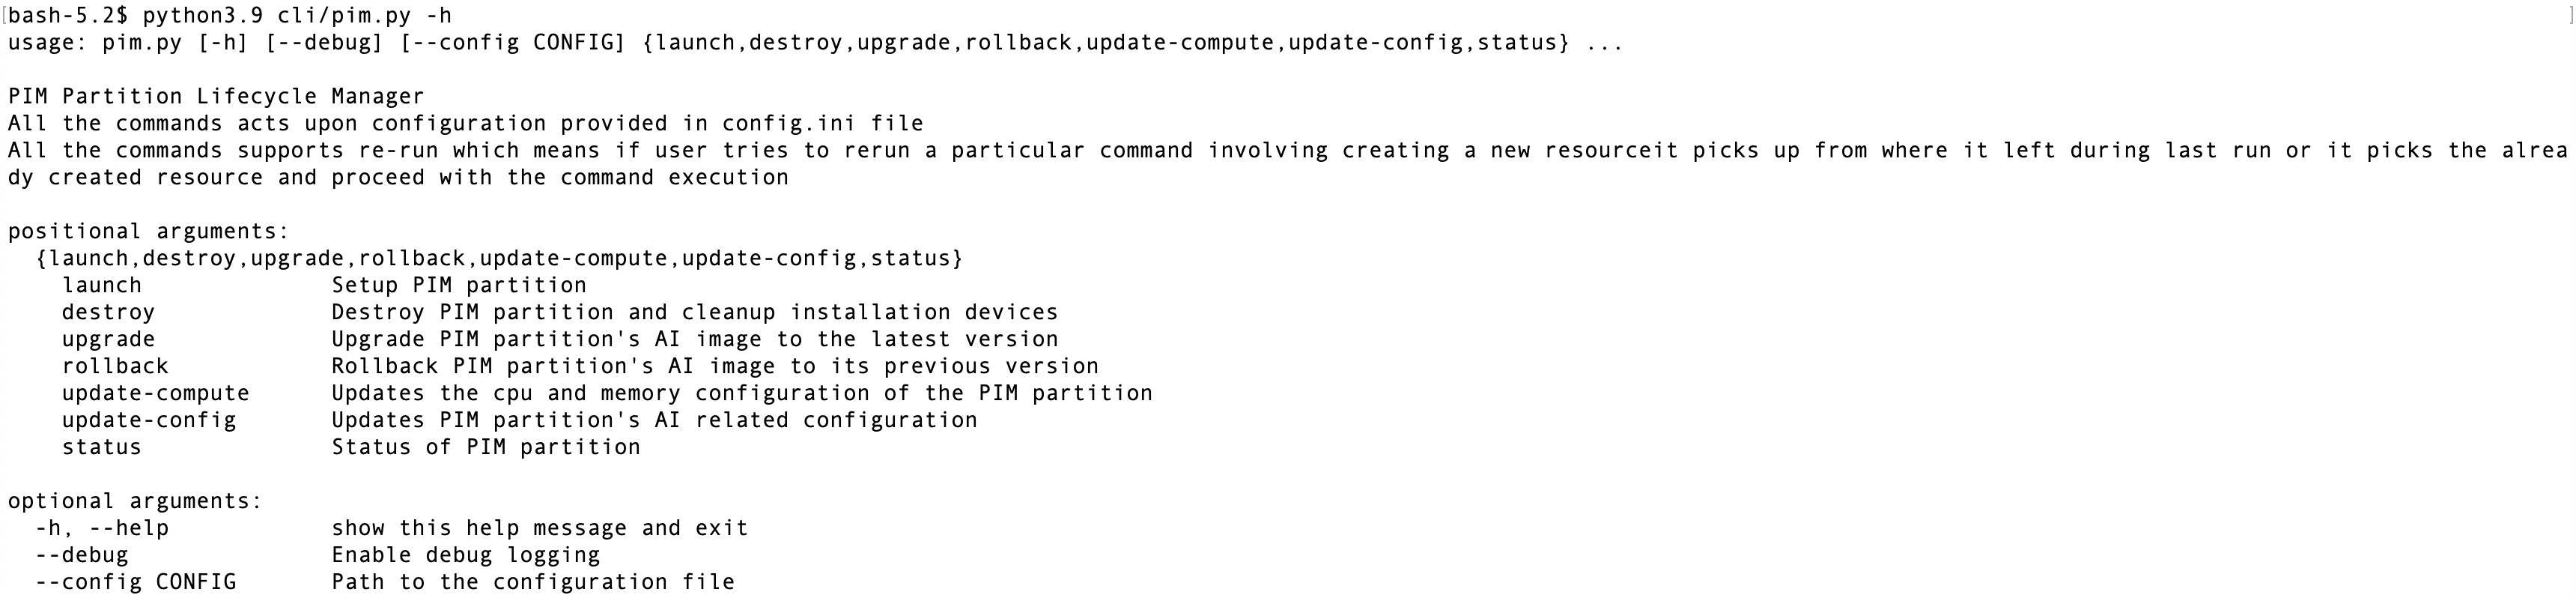 [bash-5.2$ python3.9 cli/pim.py -h ]
usage: pim.py [-h] [--debug] [--config CONFIG] {launch,destroy,upgrade,rollback,update-compute,update-config,status} ...
PIM Partition Lifecycle Manager
All the commands acts upon configuration provided in config.ini file
All the commands supports re-run which means if user tries to rerun a particular command involving creating a new resourceit picks up from where it left during last run or it picks the alrea
dy created resource and proceed with the command execution
positional arguments:
  {launch,destroy,upgrade,rollback,update-compute,update-config,status}
    launch              Setup PIM partition
    destroy             Destroy PIM partition and cleanup installation devices
    upgrade             Upgrade PIM partition's AI image to the latest version
    rollback            Rollback PIM partition's AI image to its previous version
    update-compute      Updates the cpu and memory configuration of the PIM partition
    update-config       Updates PIM partition's AI related configuration
    status              Status of PIM partition
optional arguments:
  -h, --help            show this help message and exit
  --debug               Enable debug logging
  --config CONFIG       Path to the configuration file